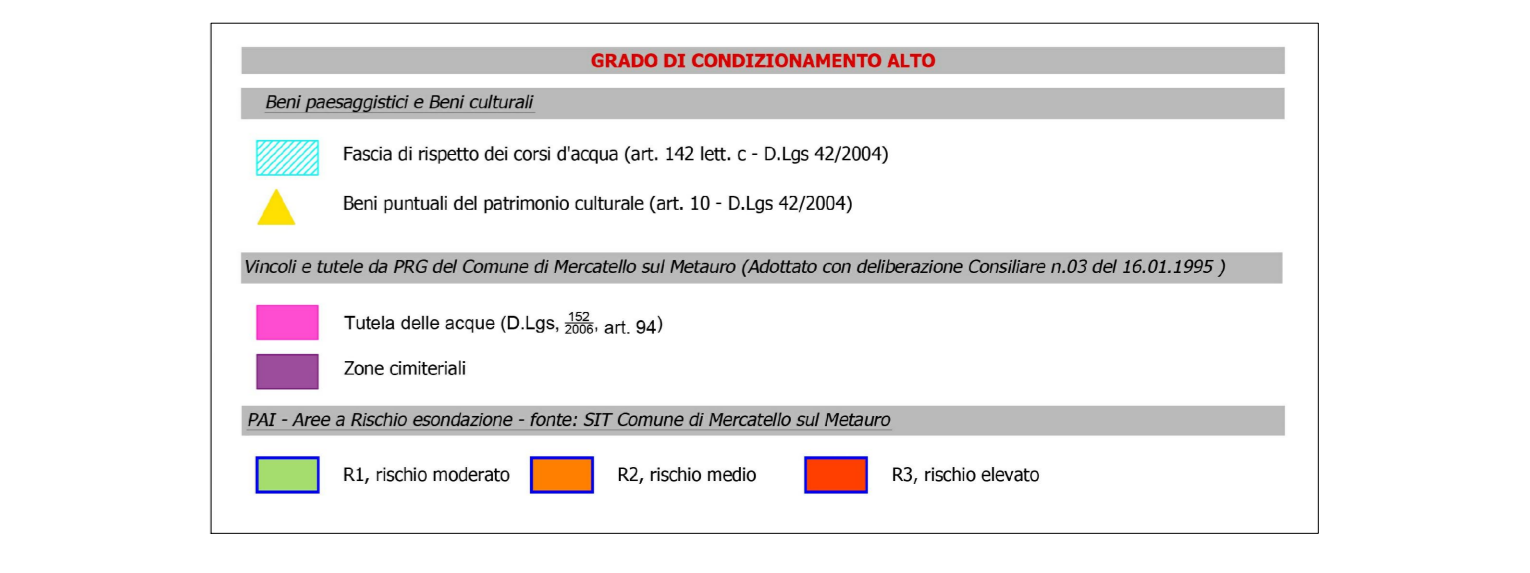 GRADO DI CONDIZIONAMENTO ALTO
Beni paesaggistici e Beni culturali
Fascia di rispetto dei corsi d'acqua (art. 142 lett. c - D.Lgs 42/2004)
Beni puntuali del patrimonio culturale (art. 10 - D.Lgs 42/2004)
Vincoli e tutele da PRG del Comune di Mercatello sul Metauro (Adottato con deliberazione Consiliare n.03 del 16.01.1995 )
Tutela delle acque (D.Lgs, 152/2006, art. 94)
Zone cimiteriali
PAI - Aree a Rischio esondazione - fonte: SIT Comune di Mercatello sul Metauro
R1, rischio moderato R2, rischio medio R3, rischio elevato